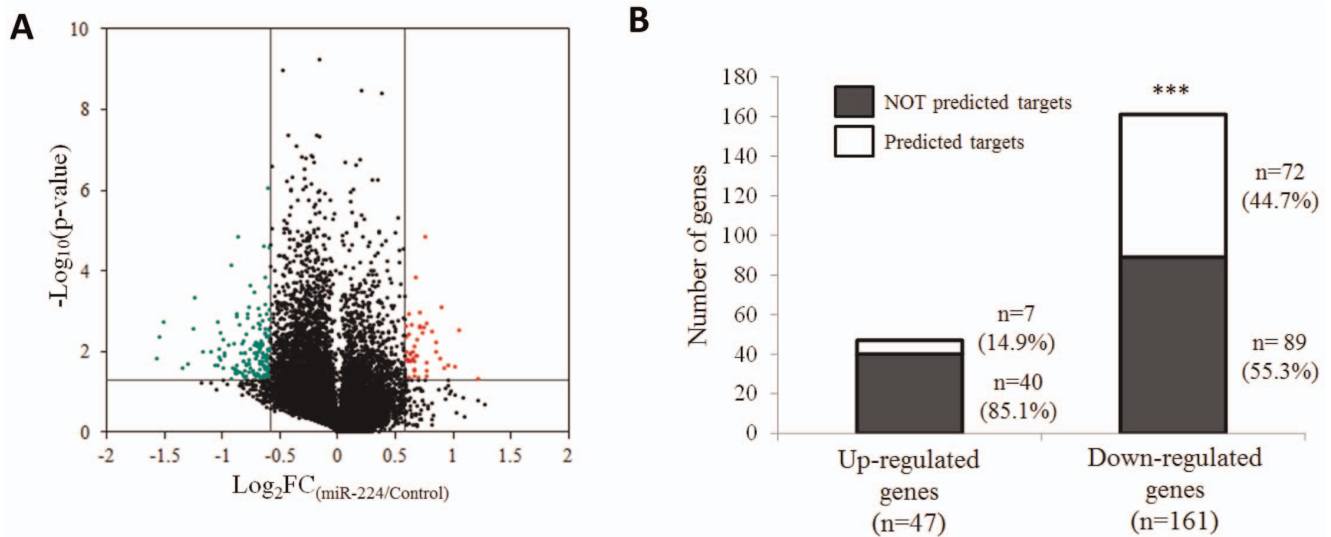 A
-Log10(p-value)
10
8
6
4
2
0
-2 -1.5 -1 -0.5 0 0.5 1 1.5 2
Log2FC(miR-224/Control)
B
Number of genes
180
160
140
120
100
80
60
40
20
0
NOT predicted targets
Predicted targets
***
n=7
(14.9%)
n=40
(85.1%)
n=72
(44.7%)
n= 89
(55.3%)
Up-regulated
genes
(n=47)
Down-regulated
genes
(n=161)